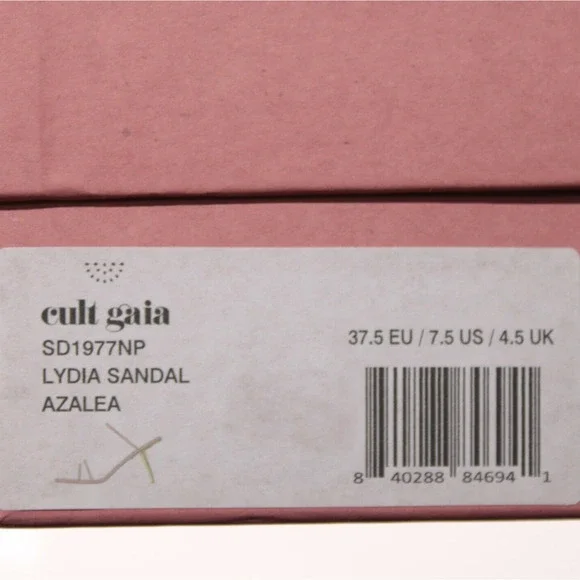 cult gaia
SD1977NP
LYDIA SANDAL
AZALEA
37.5 EU / 7.5 US / 4.5 UK
8 40288 84694 1